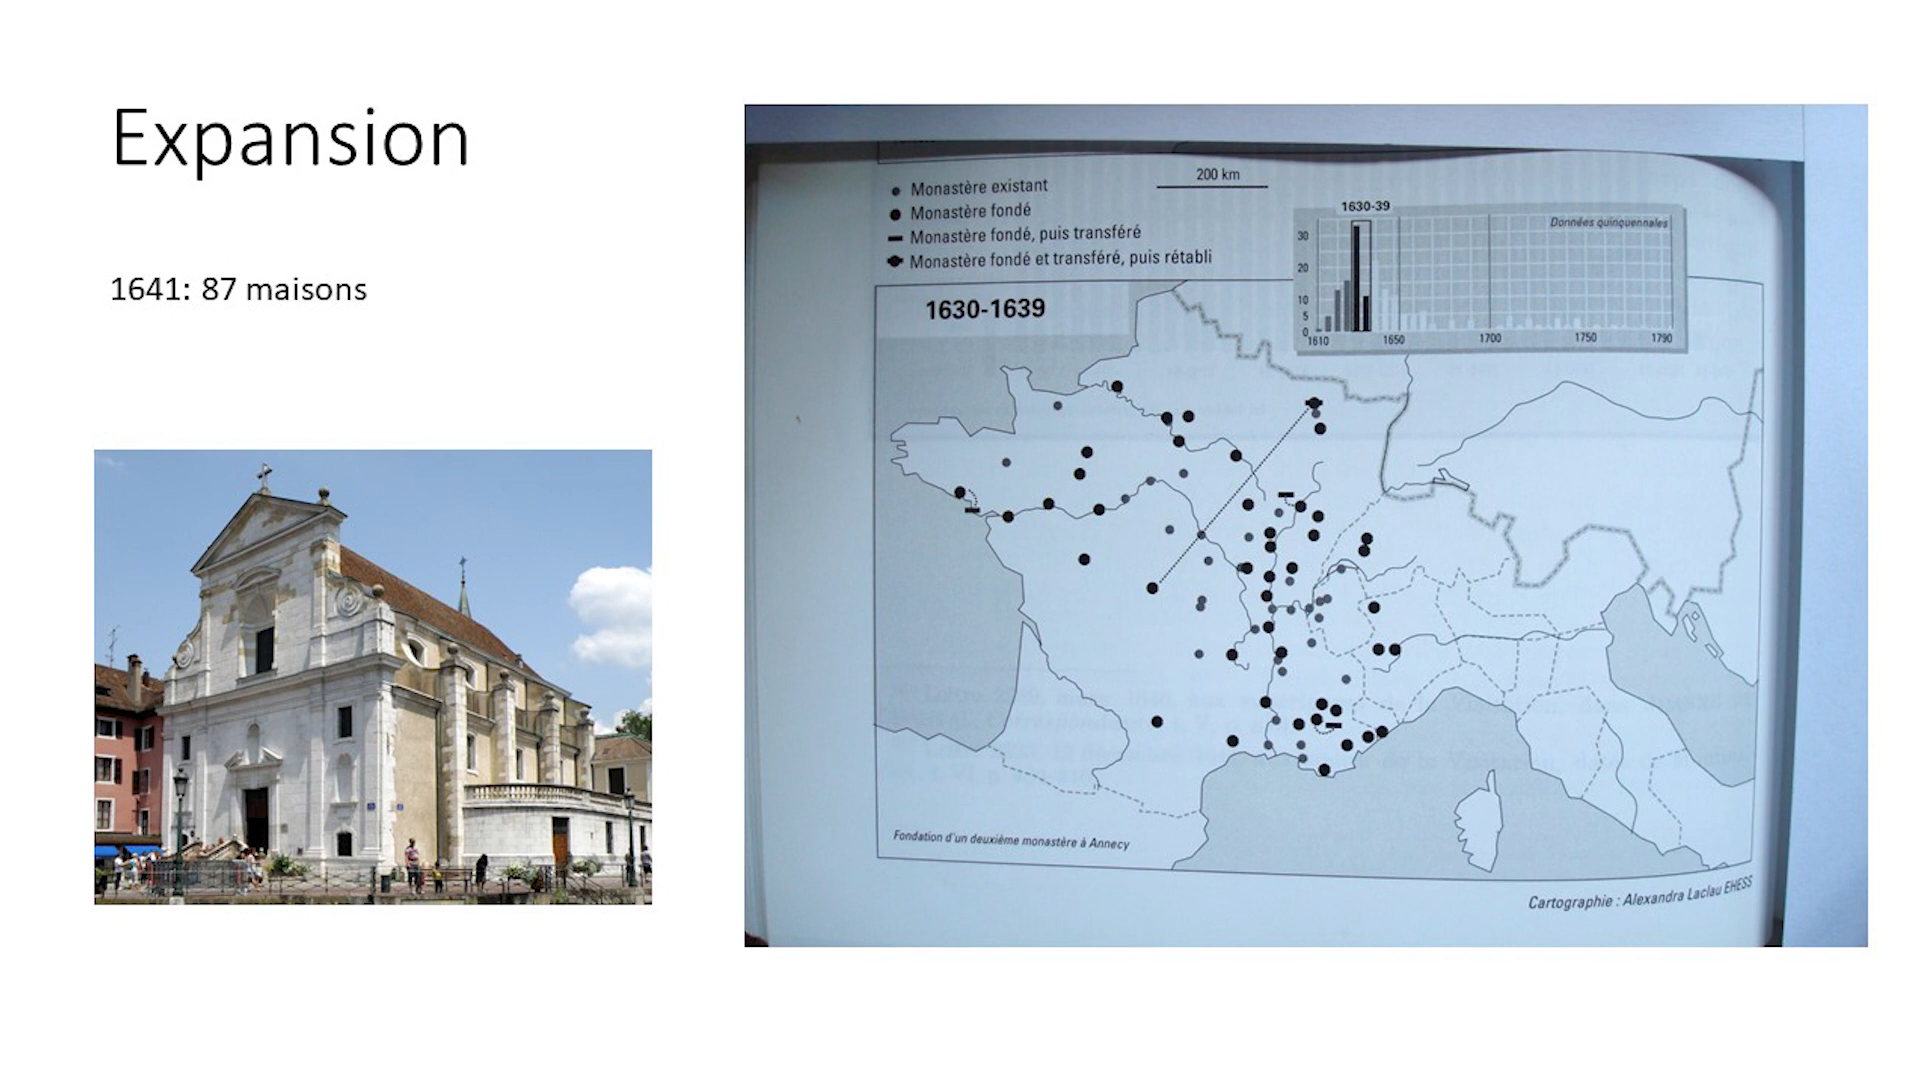 Expansion
1641: 87 maisons
Monastère existant
Monastère fondé
Monastère fondé, puis transféré
Monastère fondé et transféré, puis rétabli
200 km
1630-39
Données quinquennales
30
20
10
5
0
1610
1650
1700
1750
1790
1630-1639
Fondation d'un deuxième monastère à Annecy
Cartographie : Alexandra Laclau EHESS